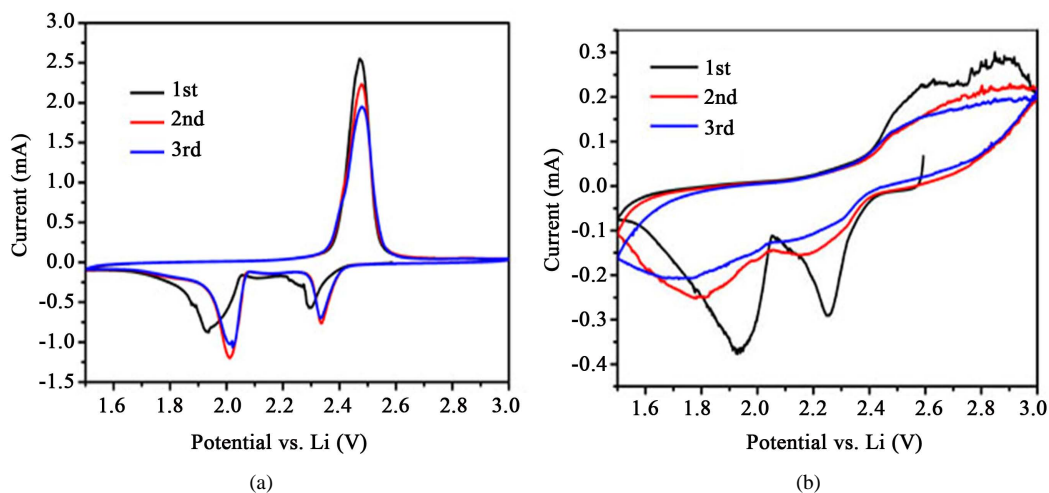 3.0
2.5
2.0
1.5
1.0
0.5
0.0
-0.5
-1.0
-1.5
Current (mA)
1st
2nd
3rd
1.6 1.8 2.0 2.2 2.4 2.6 2.8 3.0
Potential vs. Li (V)
(a)
0.3
0.2
0.1
0.0
-0.1
-0.2
-0.3
-0.4
Current (mA)
1st
2nd
3rd
1.6 1.8 2.0 2.2 2.4 2.6 2.8 3.0
Potential vs. Li (V)
(b)